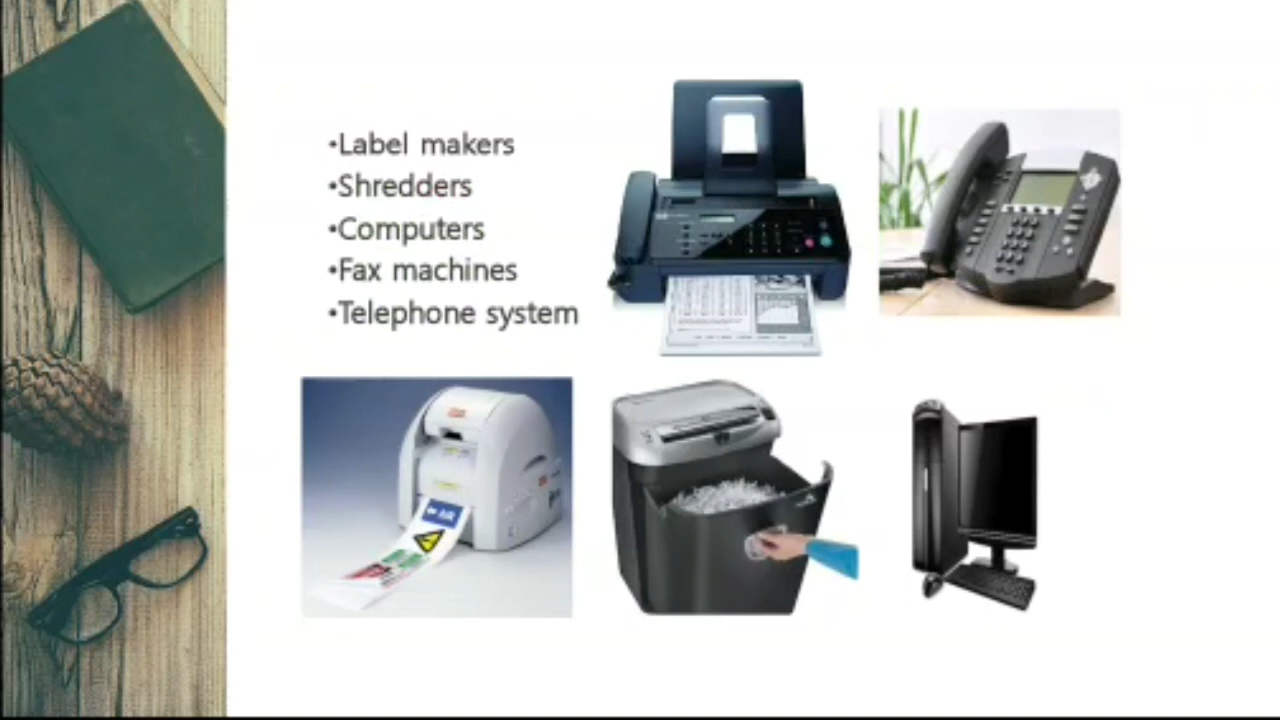 •Label makers
•Shredders
•Computers
•Fax machines
•Telephone system